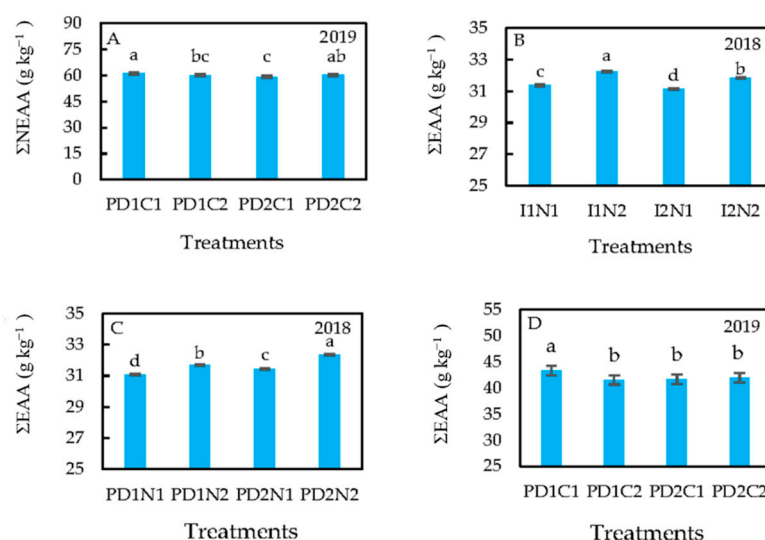 A 2019
ΣNEAA (g kg⁻¹)
90
75
60
45
30
15
0
a bc c ab
PD1C1 PD1C2 PD2C1 PD2C2
Treatments
B 2018
ΣEAA (g kg⁻¹)
35
33
31
29
27
25
c a d b
I1N1 I1N2 I2N1 I2N2
Treatments
C 2018
ΣEAA (g kg⁻¹)
35
33
31
29
27
25
d b c a
PD1N1 PD1N2 PD2N1 PD2N2
Treatments
D 2019
ΣEAA (g kg⁻¹)
55
50
45
40
35
30
25
a b b b
PD1C1 PD1C2 PD2C1 PD2C2
Treatments